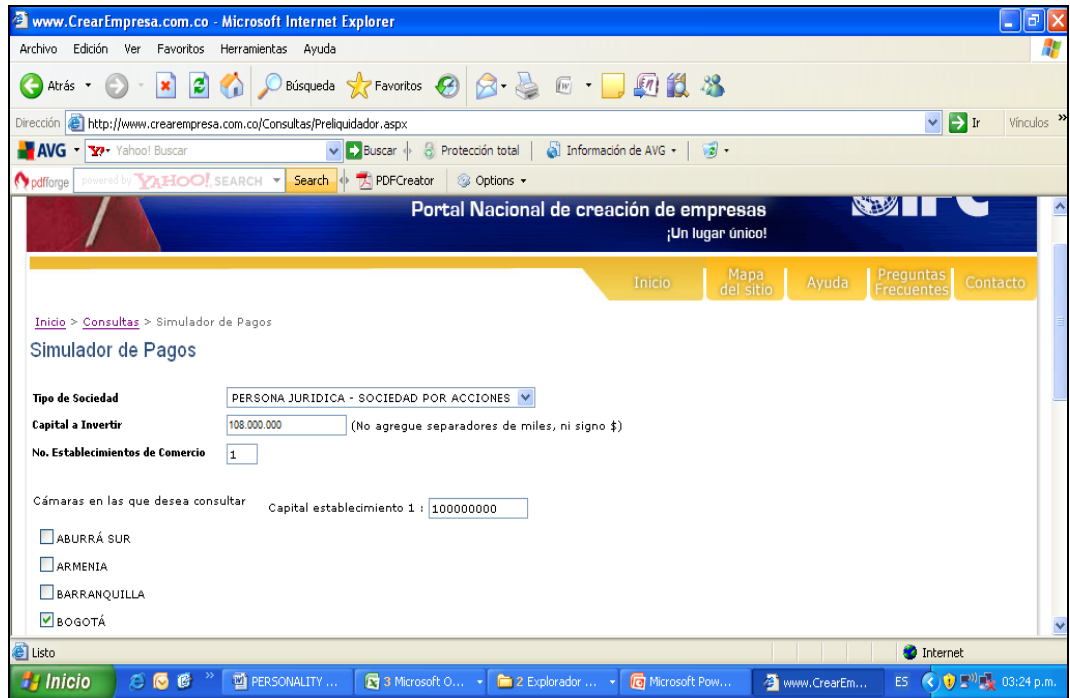 www.CrearEmpresa.com.co - Microsoft Internet Explorer
Archivo Edición Ver Favoritos Herramientas Ayuda
Atrás Búsqueda Favoritos
Dirección http://www.crearempresa.com.co/Consultas/Preliquidador.aspx Ir Vínculos »
AVG Y! Yahoo! Buscar Buscar Protección total Información de AVG
pdfforge powered by YAHOO! SEARCH Search PDFCreator Options
Portal Nacional de creación de empresas
¡Un lugar único!
Inicio Mapa del sitio Ayuda Preguntas Frecuentes Contacto
Inicio > Consultas > Simulador de Pagos
Simulador de Pagos
Tipo de Sociedad PERSONA JURIDICA - SOCIEDAD POR ACCIONES
Capital a Invertir 108.000.000 (No agregue separadores de miles, ni signo $)
No. Establecimientos de Comercio 1
Cámaras en las que desea consultar Capital establecimiento 1 : 100000000
ABURRÁ SUR
ARMENIA
BARRANQUILLA
BOGOTÁ
Listo Internet
Inicio » PERSONALITY ... 3 Microsoft O... 2 Explorador ... Microsoft Pow... www.CrearEm... ES 03:24 p.m.